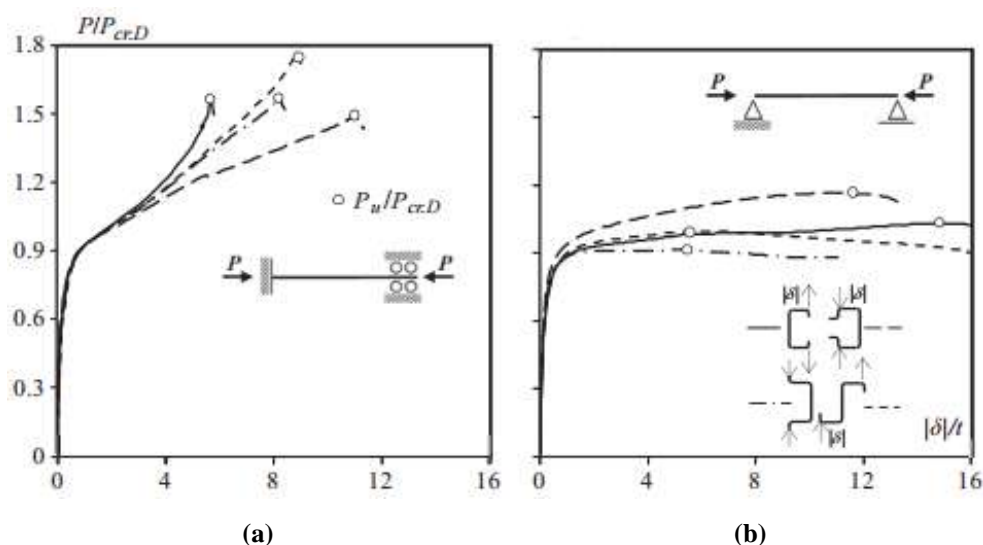 P/Pcr.D
1.8
1.5
1.2
0.9
0.6
0.3
0
0 4 8 12 16
Pu/Pcr.D
P P
(a)
P P
|δ| |δ|
|δ|
|δ|/t
0 4 8 12 16
(b)